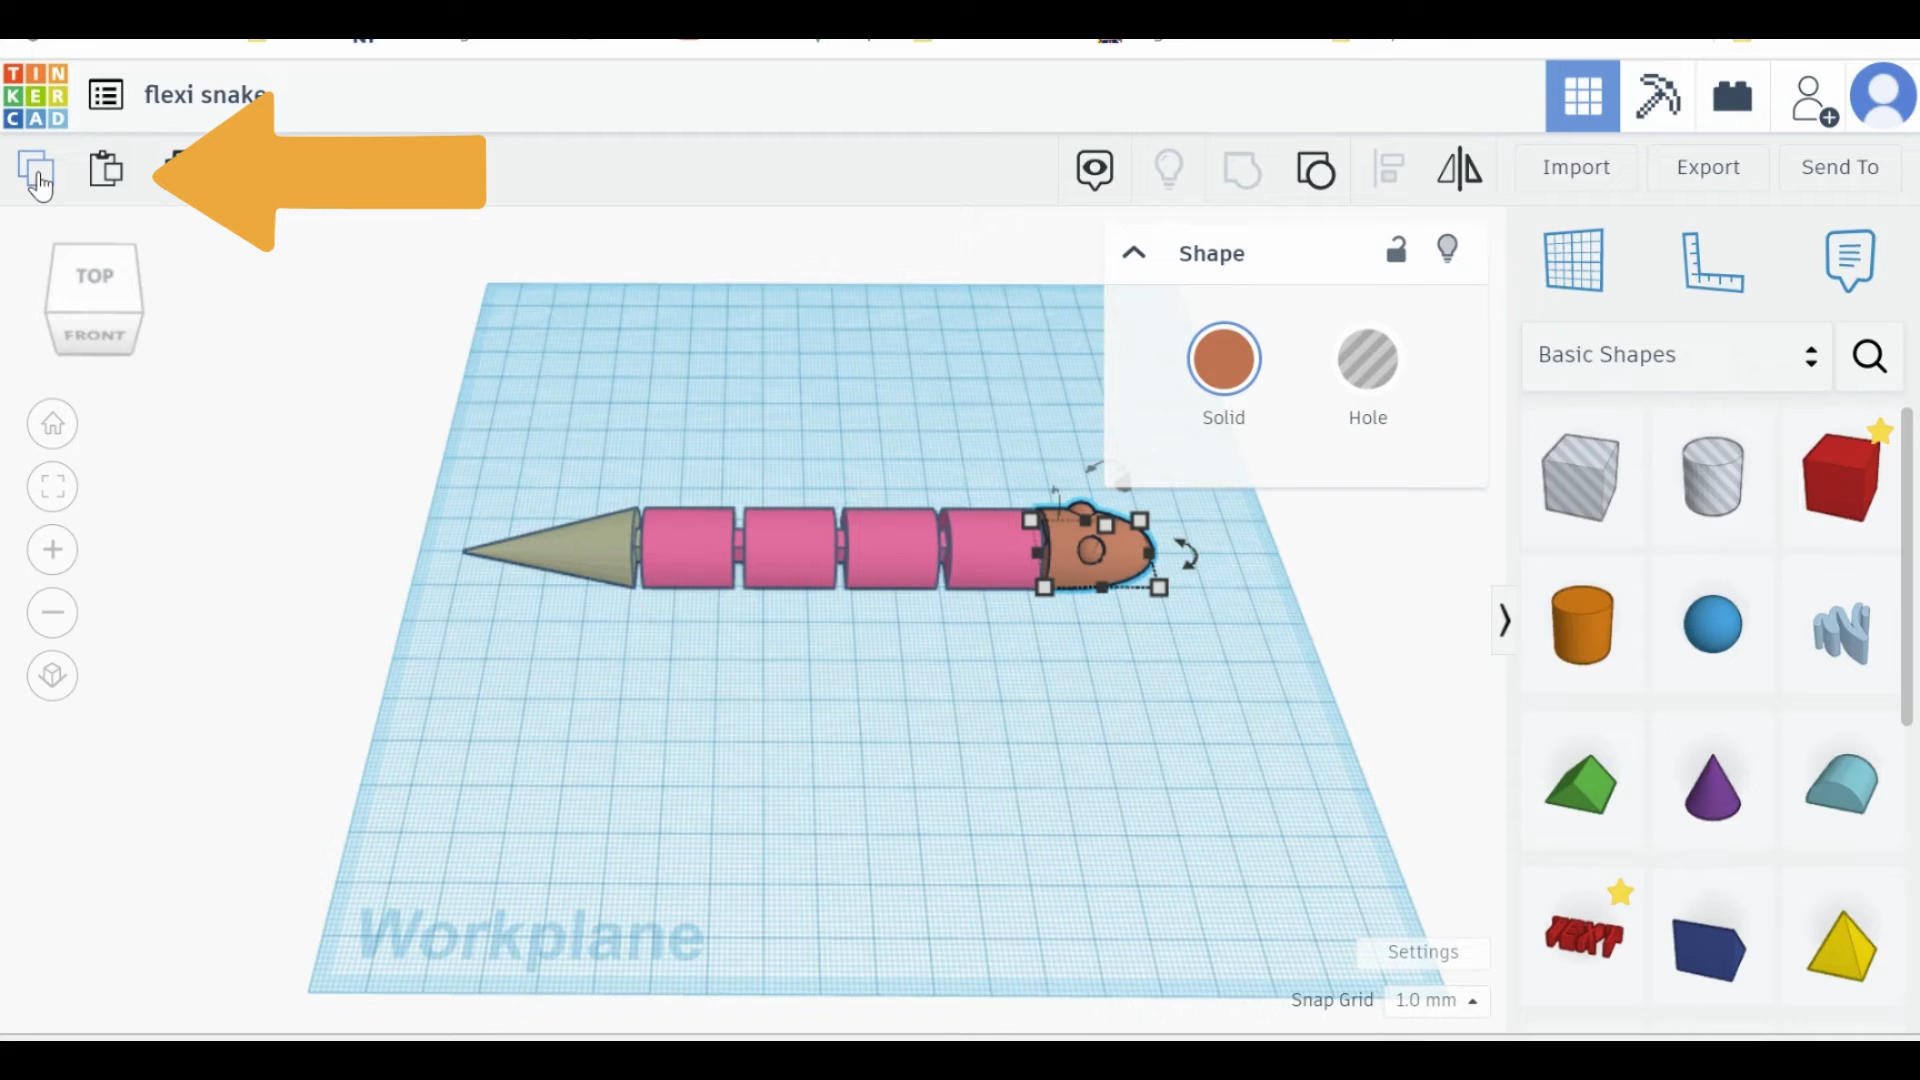 TIN
KER
CAD
flexi snake
Import
Export
Send To
TOP
FRONT
Shape
Solid
Hole
Basic Shapes
TEXT
Workplane
Settings
Snap Grid 1.0 mm